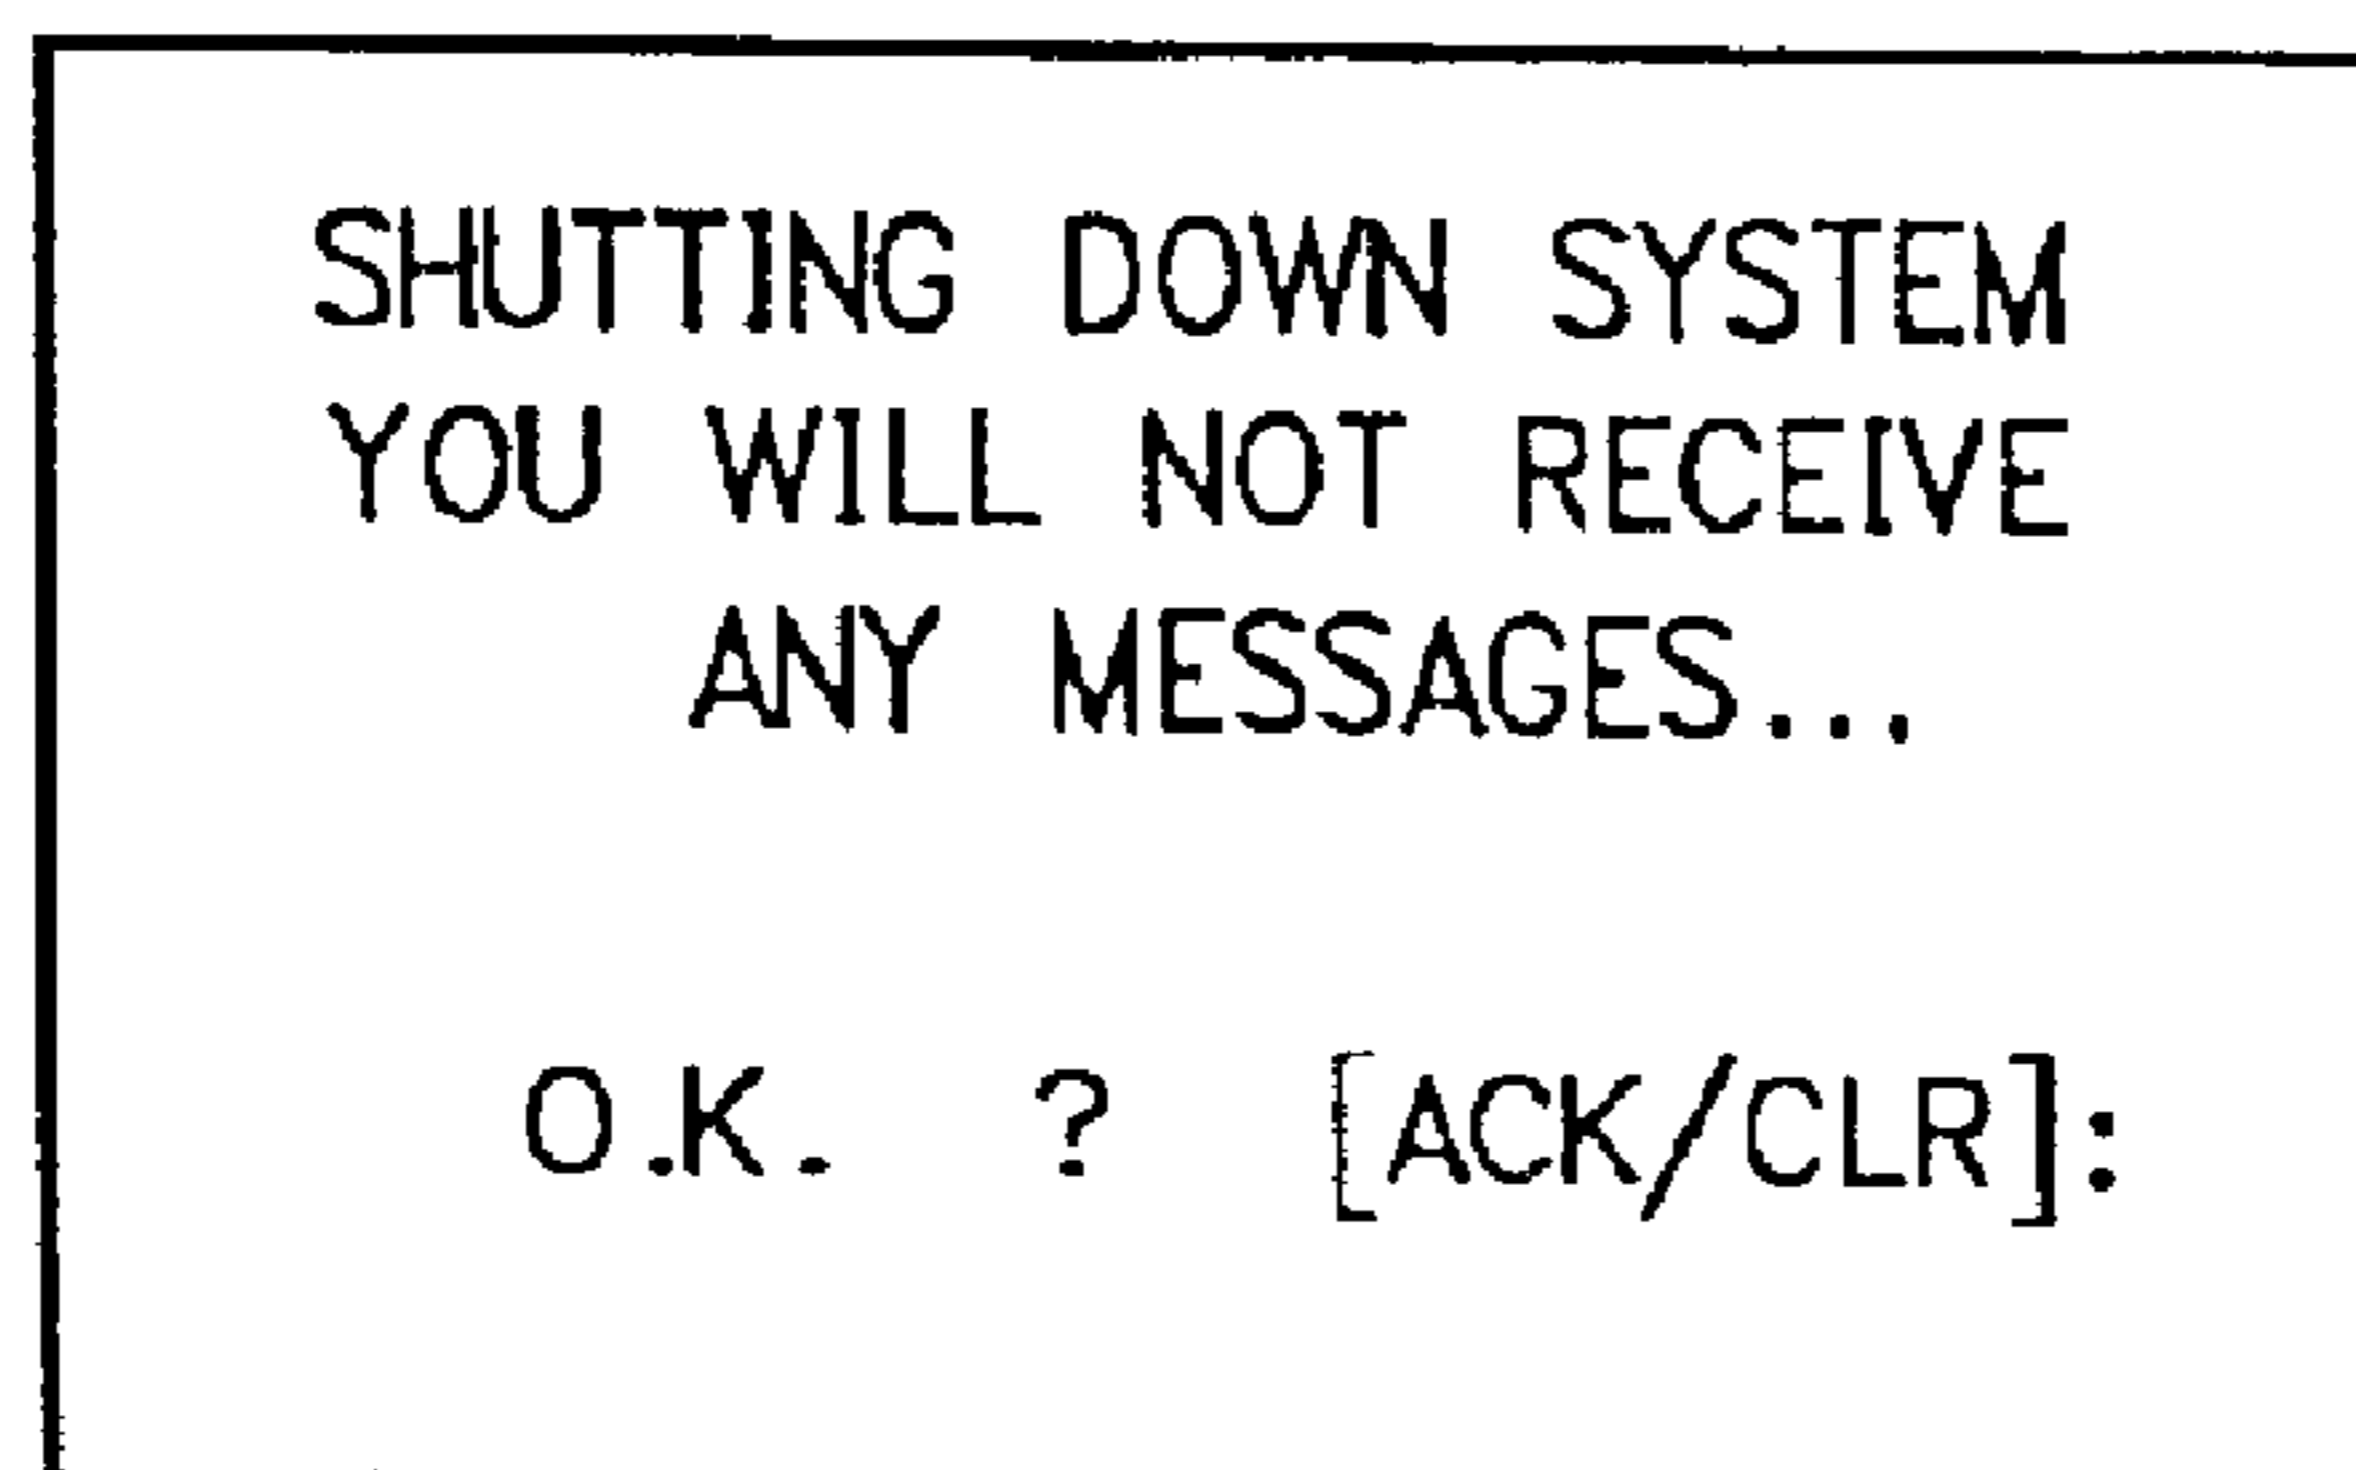 SHUTTING DOWN SYSTEM
YOU WILL NOT RECEIVE
ANY MESSAGES...
O.K. ? [ACK/CLR]: